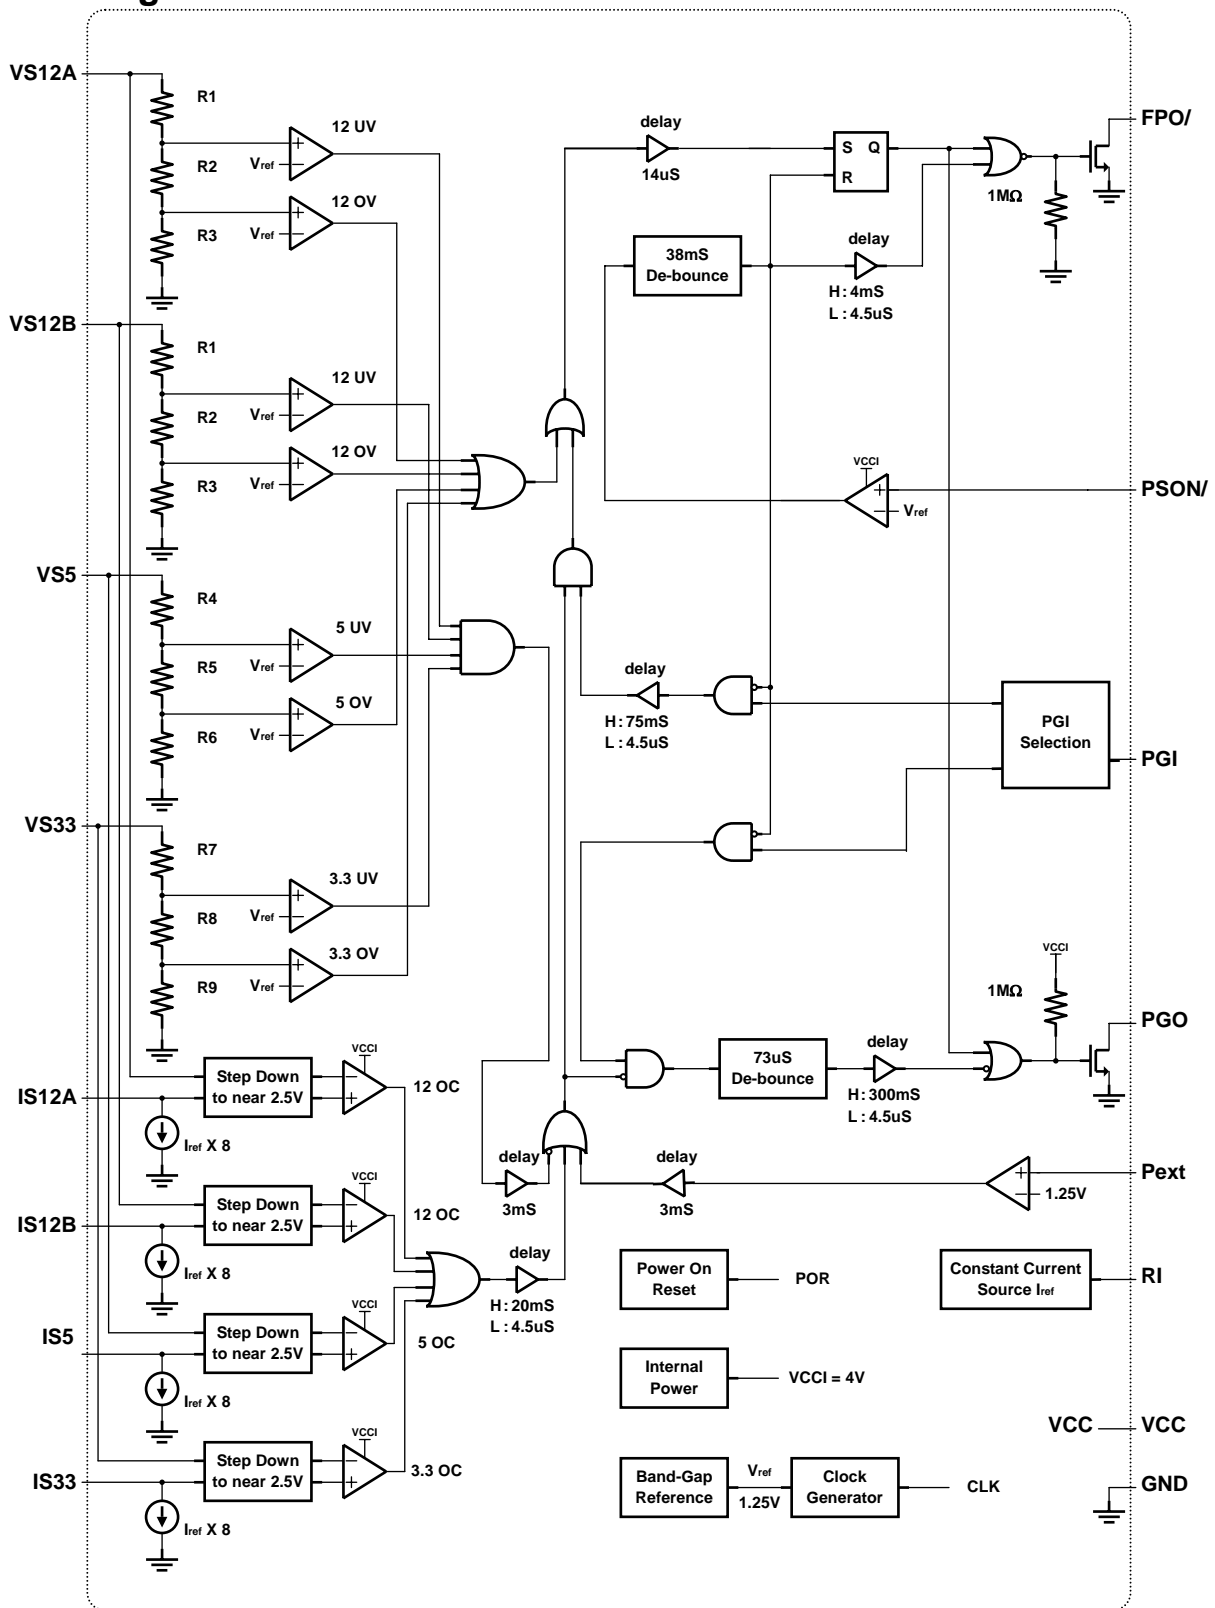 VS12A
R1
12 UV
Vref
R2
12 OV
Vref
R3
VS12B
R1
12 UV
Vref
R2
12 OV
Vref
R3
VS5
R4
5 UV
Vref
R5
5 OV
Vref
R6
VS33
R7
3.3 UV
Vref
R8
3.3 OV
Vref
R9
IS12A
Step Down
to near 2.5V
VCCI
12 OC
Iref X 8
IS12B
Step Down
to near 2.5V
VCCI
12 OC
Iref X 8
IS5
Step Down
to near 2.5V
VCCI
5 OC
Iref X 8
IS33
Step Down
to near 2.5V
VCCI
3.3 OC
Iref X 8
delay
14uS
S Q
R
1MΩ
FPO/
38mS
De-bounce
delay
H : 4mS
L : 4.5uS
VCCI
Vref
PSON/
delay
H : 75mS
L : 4.5uS
PGI
Selection
PGI
VCCI
1MΩ
PGO
73uS
De-bounce
delay
H : 300mS
L : 4.5uS
delay
3mS
delay
3mS
1.25V
Pext
delay
H : 20mS
L : 4.5uS
Power On
Reset
POR
Constant Current
Source Iref
RI
Internal
Power
VCCI = 4V
VCC
VCC
Band-Gap
Reference
Vref
1.25V
Clock
Generator
CLK
GND